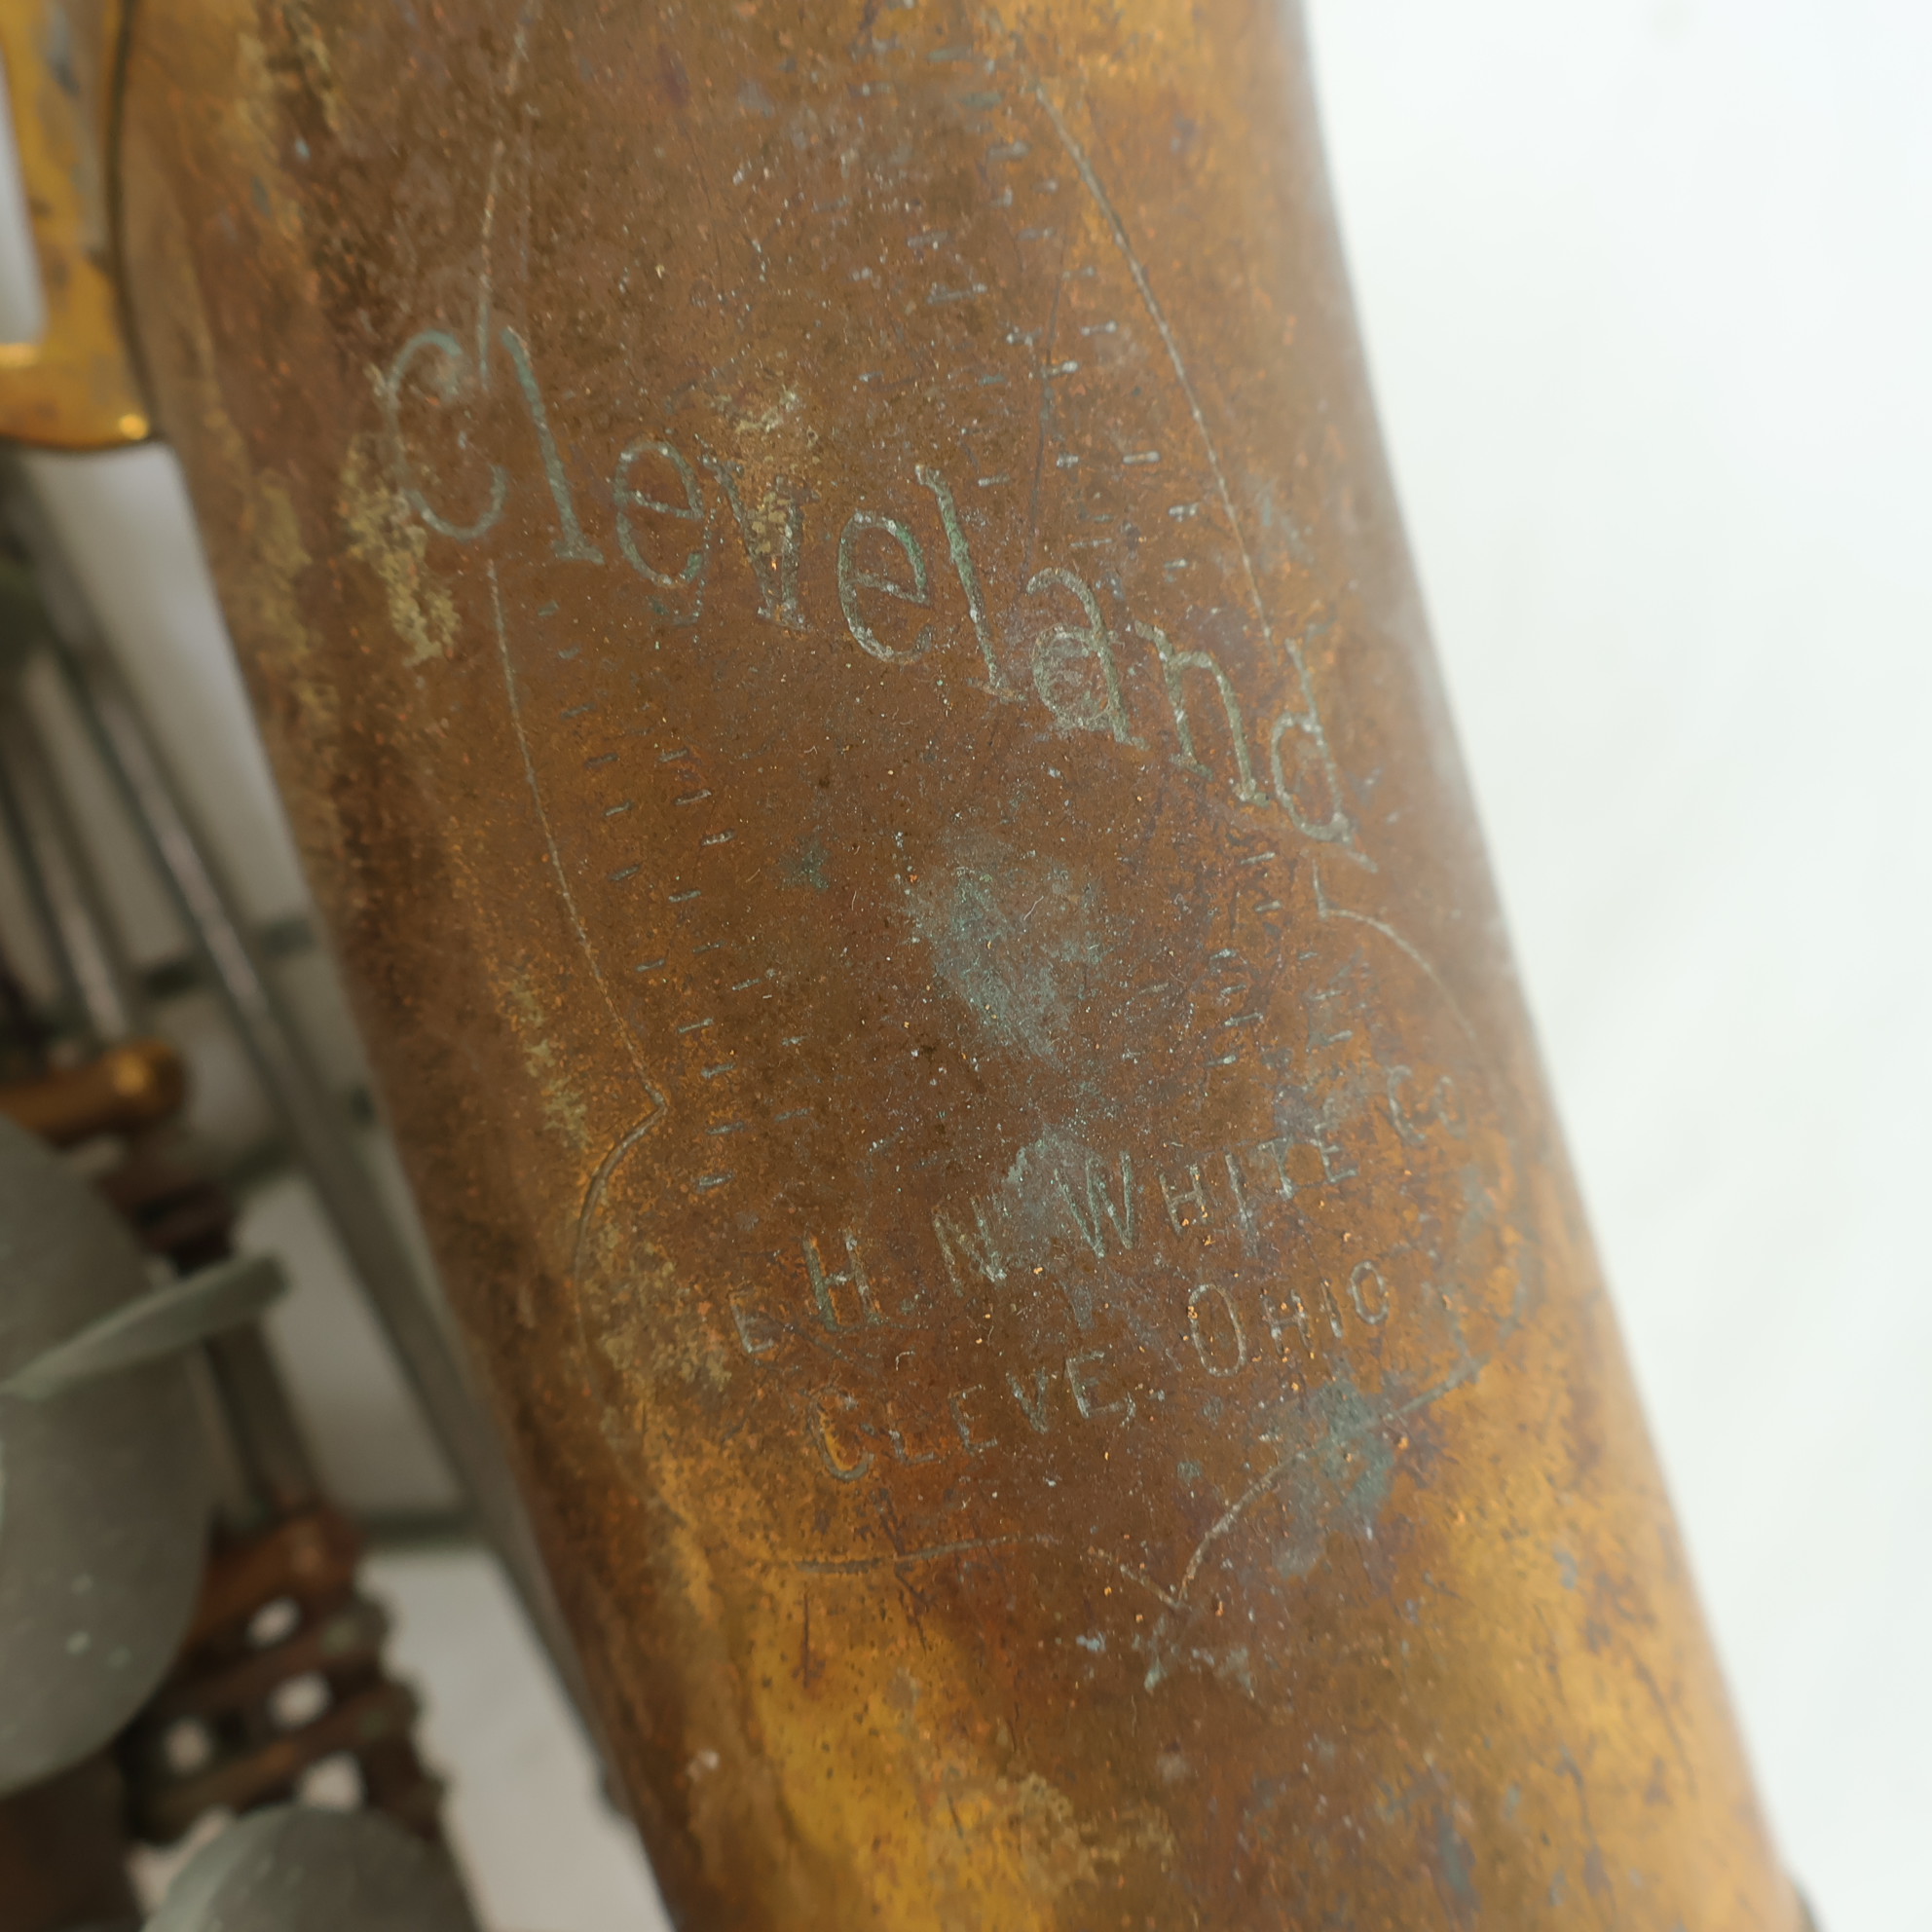 Cleveland
E H N WHITE CO
CLEVE, OHIO